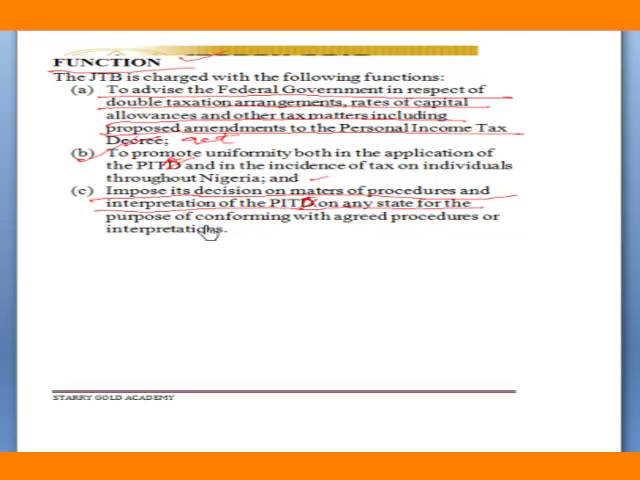 FUNCTION
The JTB is charged with the following functions:
(a) To advise the Federal Government in respect of
double taxation arrangements, rates of capital
allowances and other tax matters including
proposed amendments to the Personal Income Tax
Decree; act
(b) To promote uniformity both in the application of
the PITD and in the incidence of tax on individuals
throughout Nigeria; and
(c) Impose its decision on maters of procedures and
interpretation of the PITD on any state for the
purpose of conforming with agreed procedures or
interpretations.
STARRY GOLD ACADEMY